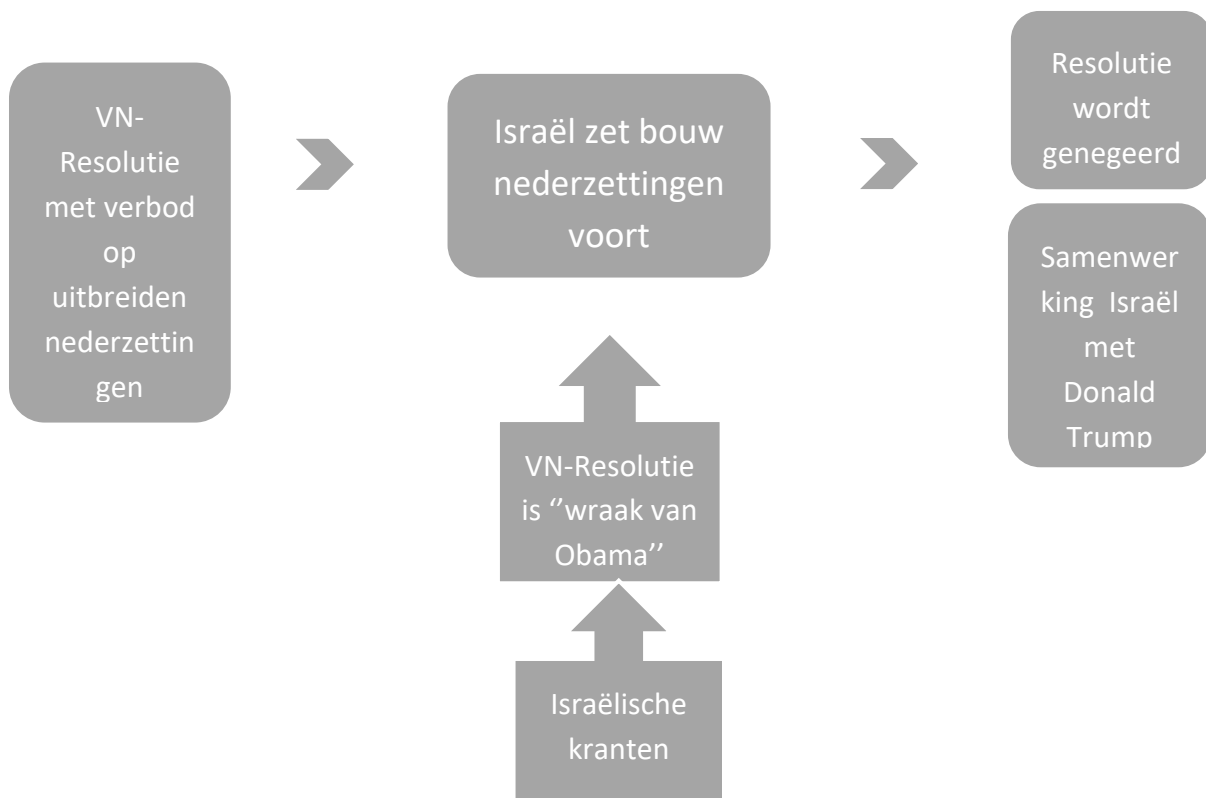 VN-
Resolutie
met verbod
op
uitbreiden
nederzettin
gen
Israël zet bouw
nederzettingen
voort
Resolutie
wordt
genegeerd
Samenwer
king  Israël
met
Donald
Trump
VN-Resolutie
is ‘’wraak van
Obama’’
Israëlische
kranten